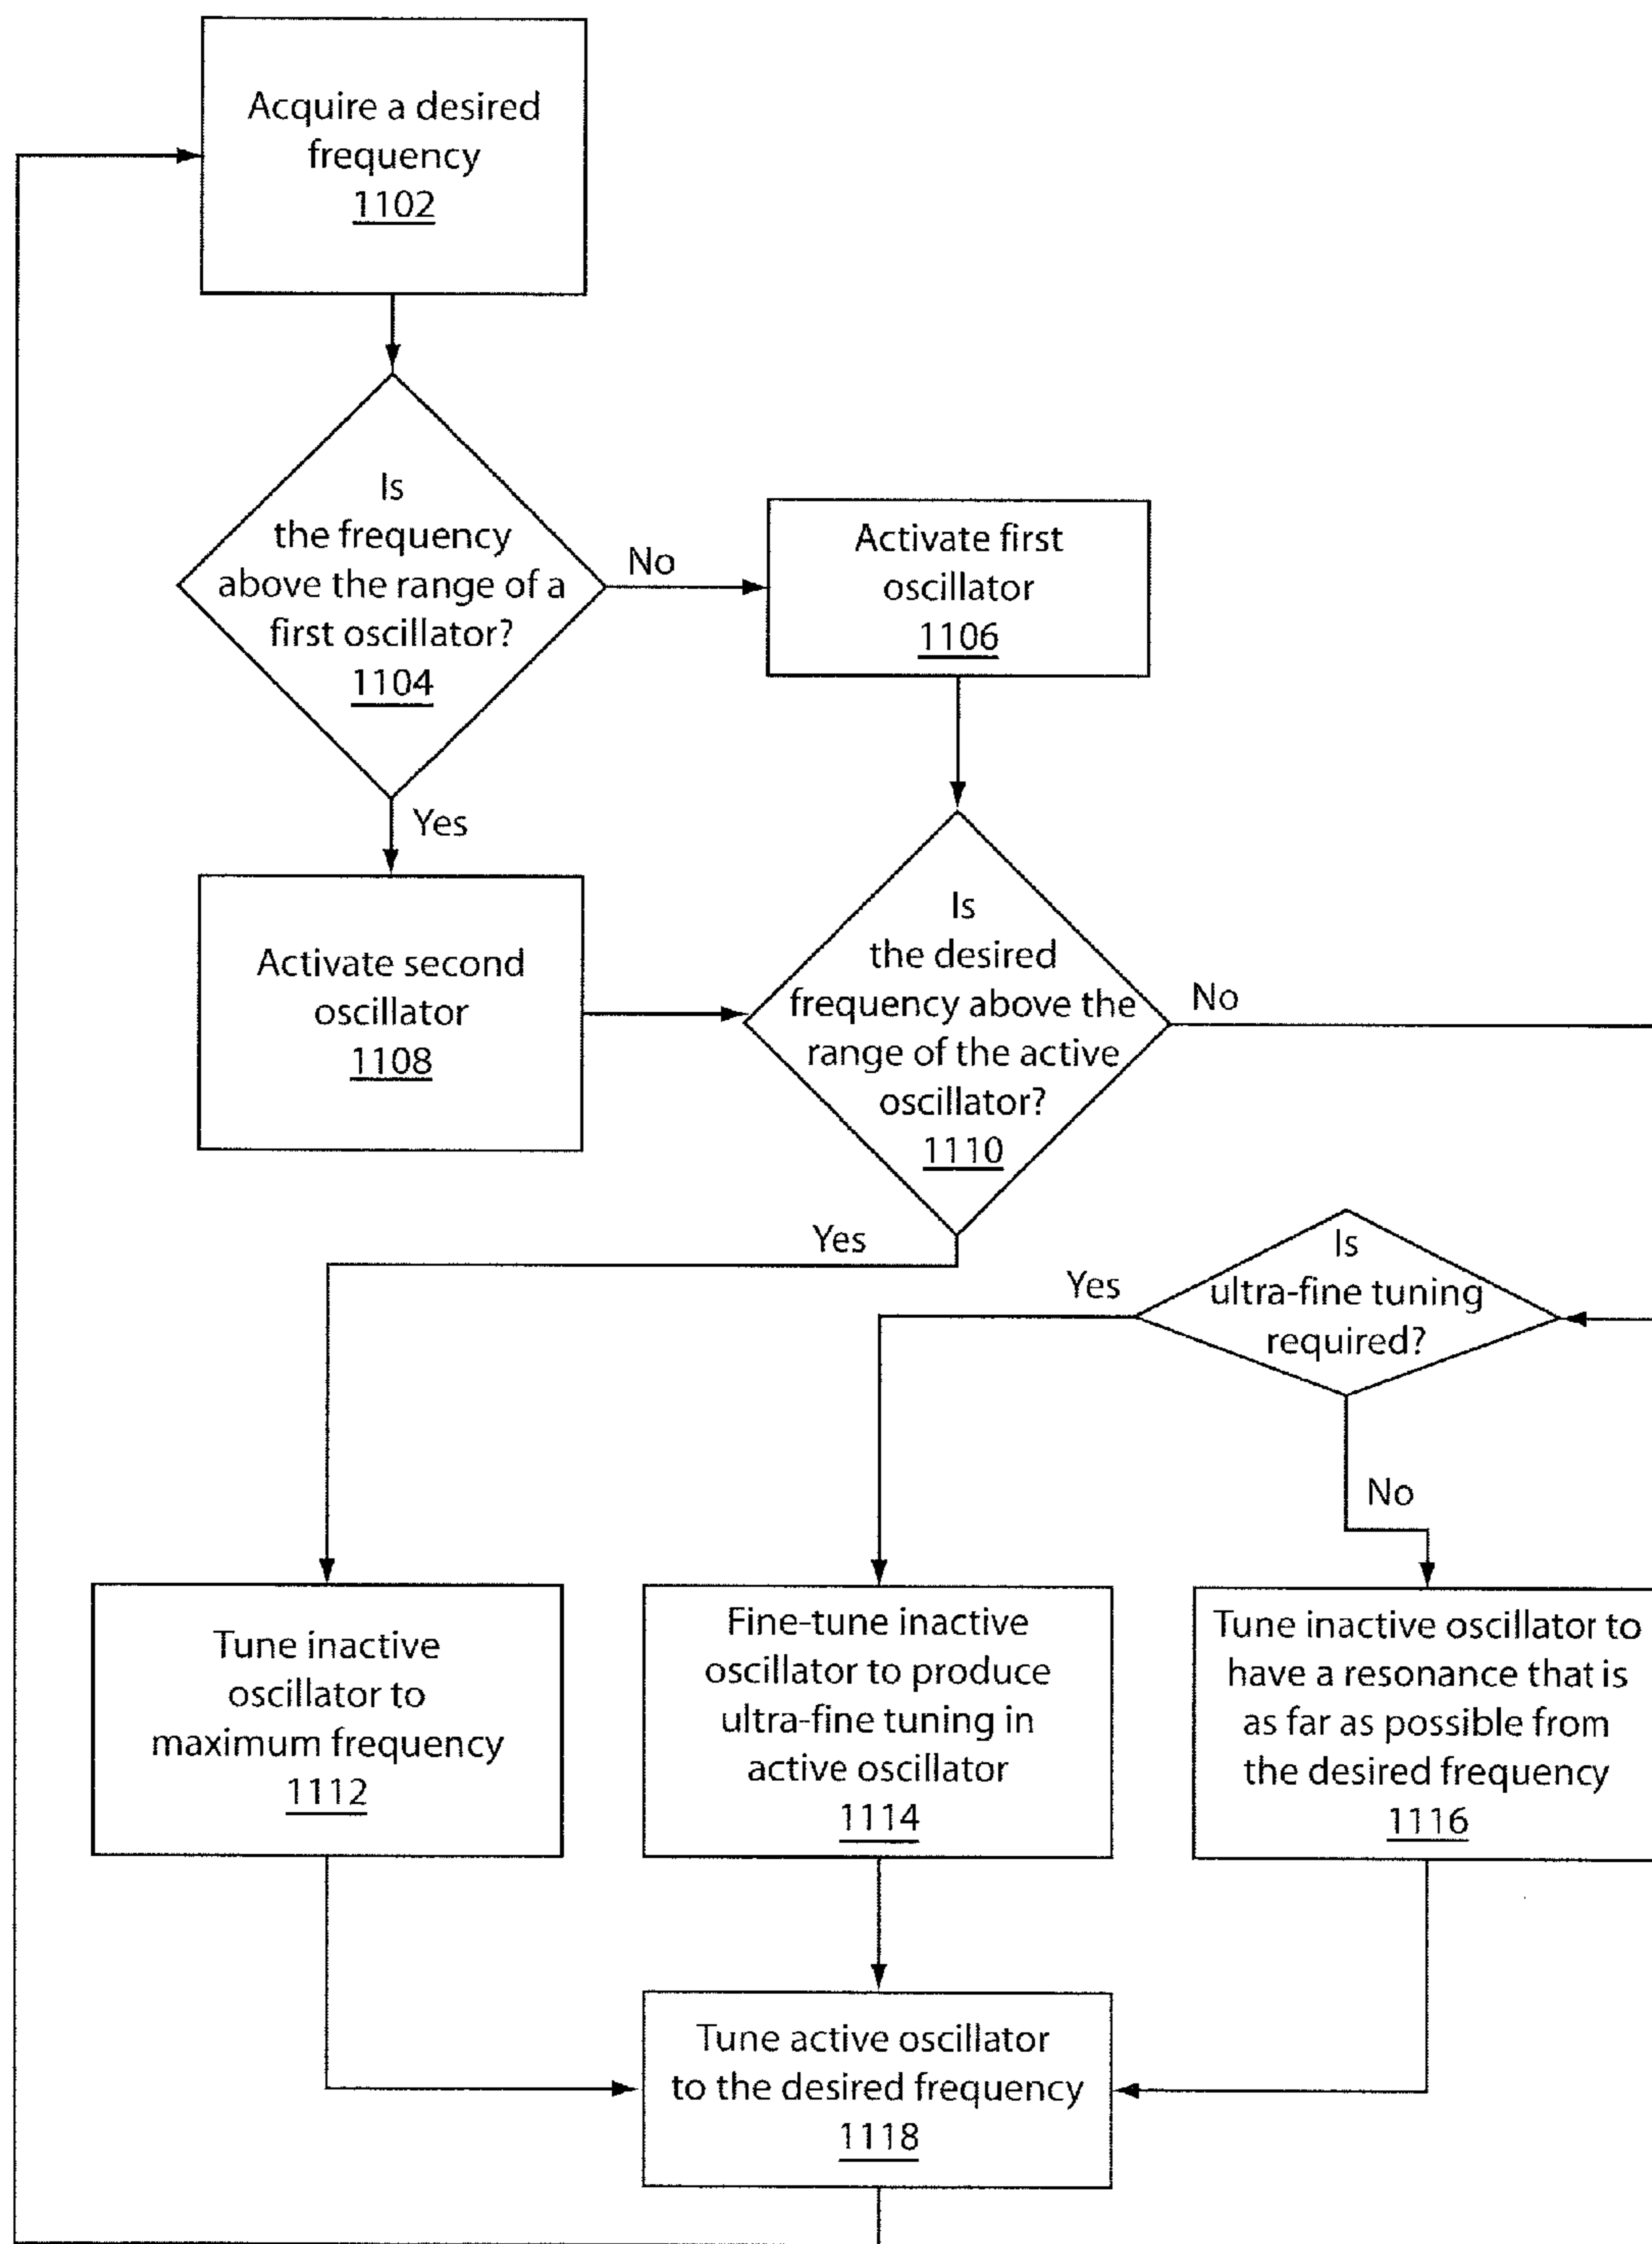 Acquire a desired
frequency
1102
Is
the frequency
above the range of a
first oscillator?
1104
No
Activate first
oscillator
1106
Yes
Activate second
oscillator
1108
Is
the desired
frequency above the
range of the active
oscillator?
1110
No
Yes
Is
ultra-fine tuning
required?
Yes
No
Tune inactive
oscillator to
maximum frequency
1112
Fine-tune inactive
oscillator to produce
ultra-fine tuning in
active oscillator
1114
Tune inactive oscillator to
have a resonance that is
as far as possible from
the desired frequency
1116
Tune active oscillator
to the desired frequency
1118